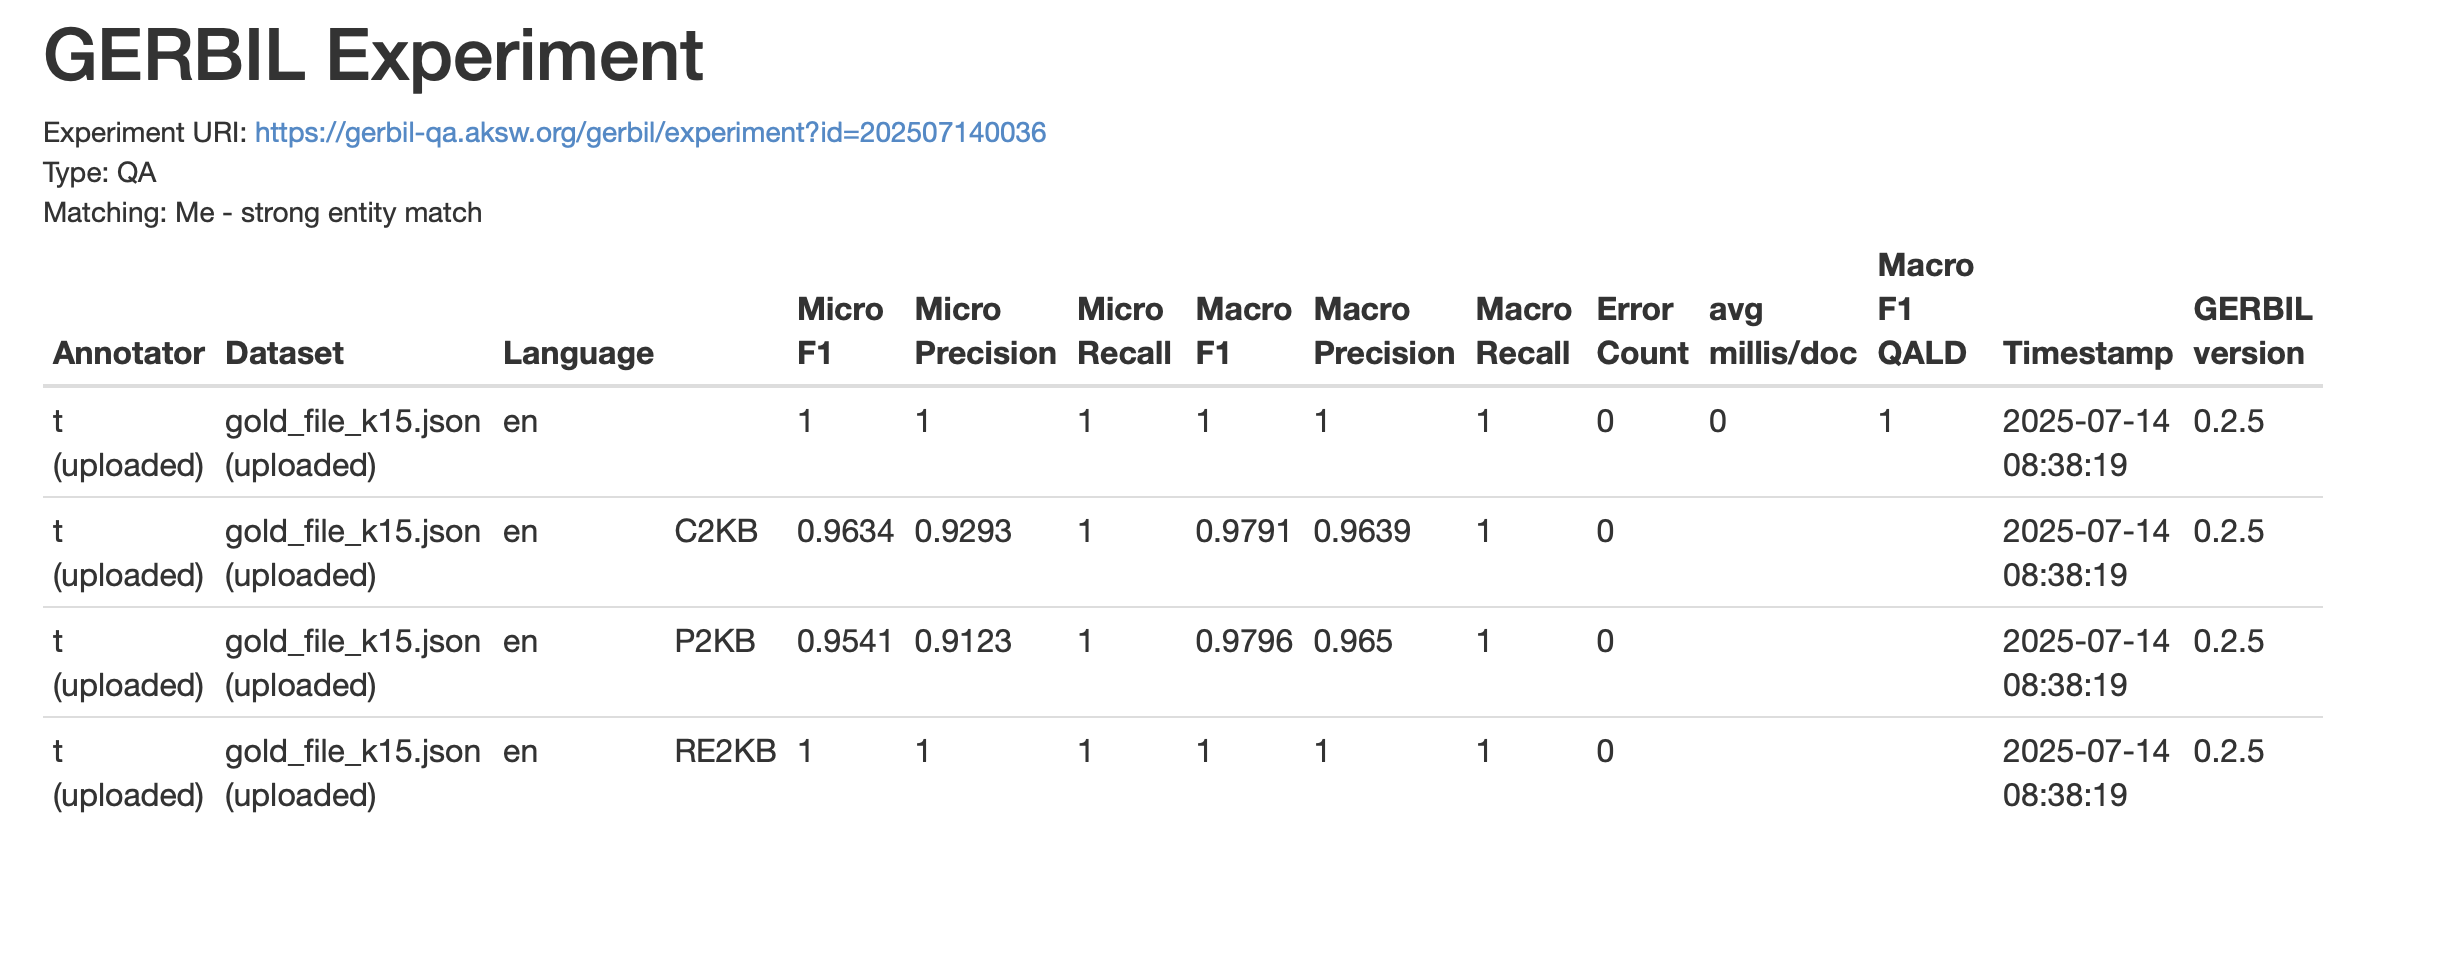 GERBIL Experiment
Experiment URI: https://gerbil-qa.aksw.org/gerbil/experiment?id=202507140036
Type: QA
Matching: Me - strong entity match
Annotator Dataset Language Micro F1 Micro Precision Micro Recall Macro F1 Macro Precision Macro Recall Error Count avg millis/doc Macro F1 QALD Timestamp GERBIL version
t (uploaded) gold_file_k15.json (uploaded) en 1 1 1 1 1 1 0 0 1 2025-07-14 08:38:19 0.2.5
t (uploaded) gold_file_k15.json (uploaded) en C2KB 0.9634 0.9293 1 0.9791 0.9639 1 0 2025-07-14 08:38:19 0.2.5
t (uploaded) gold_file_k15.json (uploaded) en P2KB 0.9541 0.9123 1 0.9796 0.965 1 0 2025-07-14 08:38:19 0.2.5
t (uploaded) gold_file_k15.json (uploaded) en RE2KB 1 1 1 1 1 1 0 2025-07-14 08:38:19 0.2.5